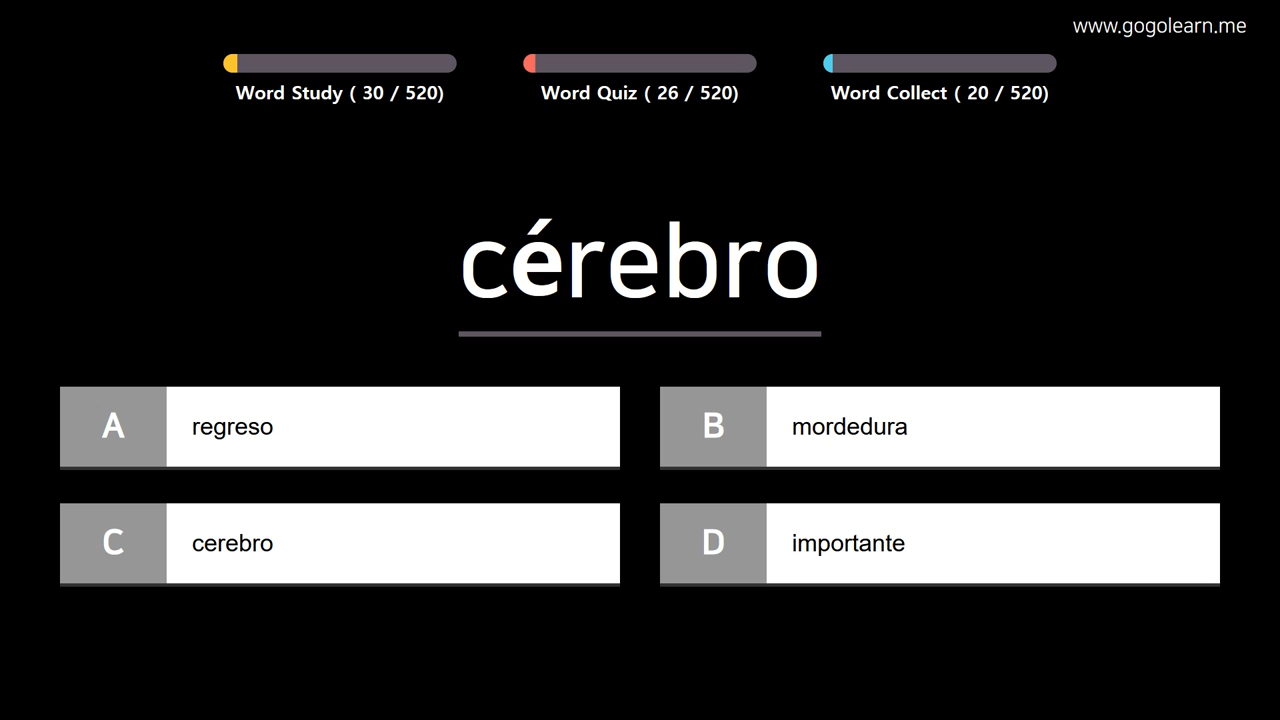 www.gogolearn.me
Word Study ( 30 / 520)
Word Quiz ( 26 / 520)
Word Collect ( 20 / 520)
cérebro
A regreso
B mordedura
C cerebro
D importante